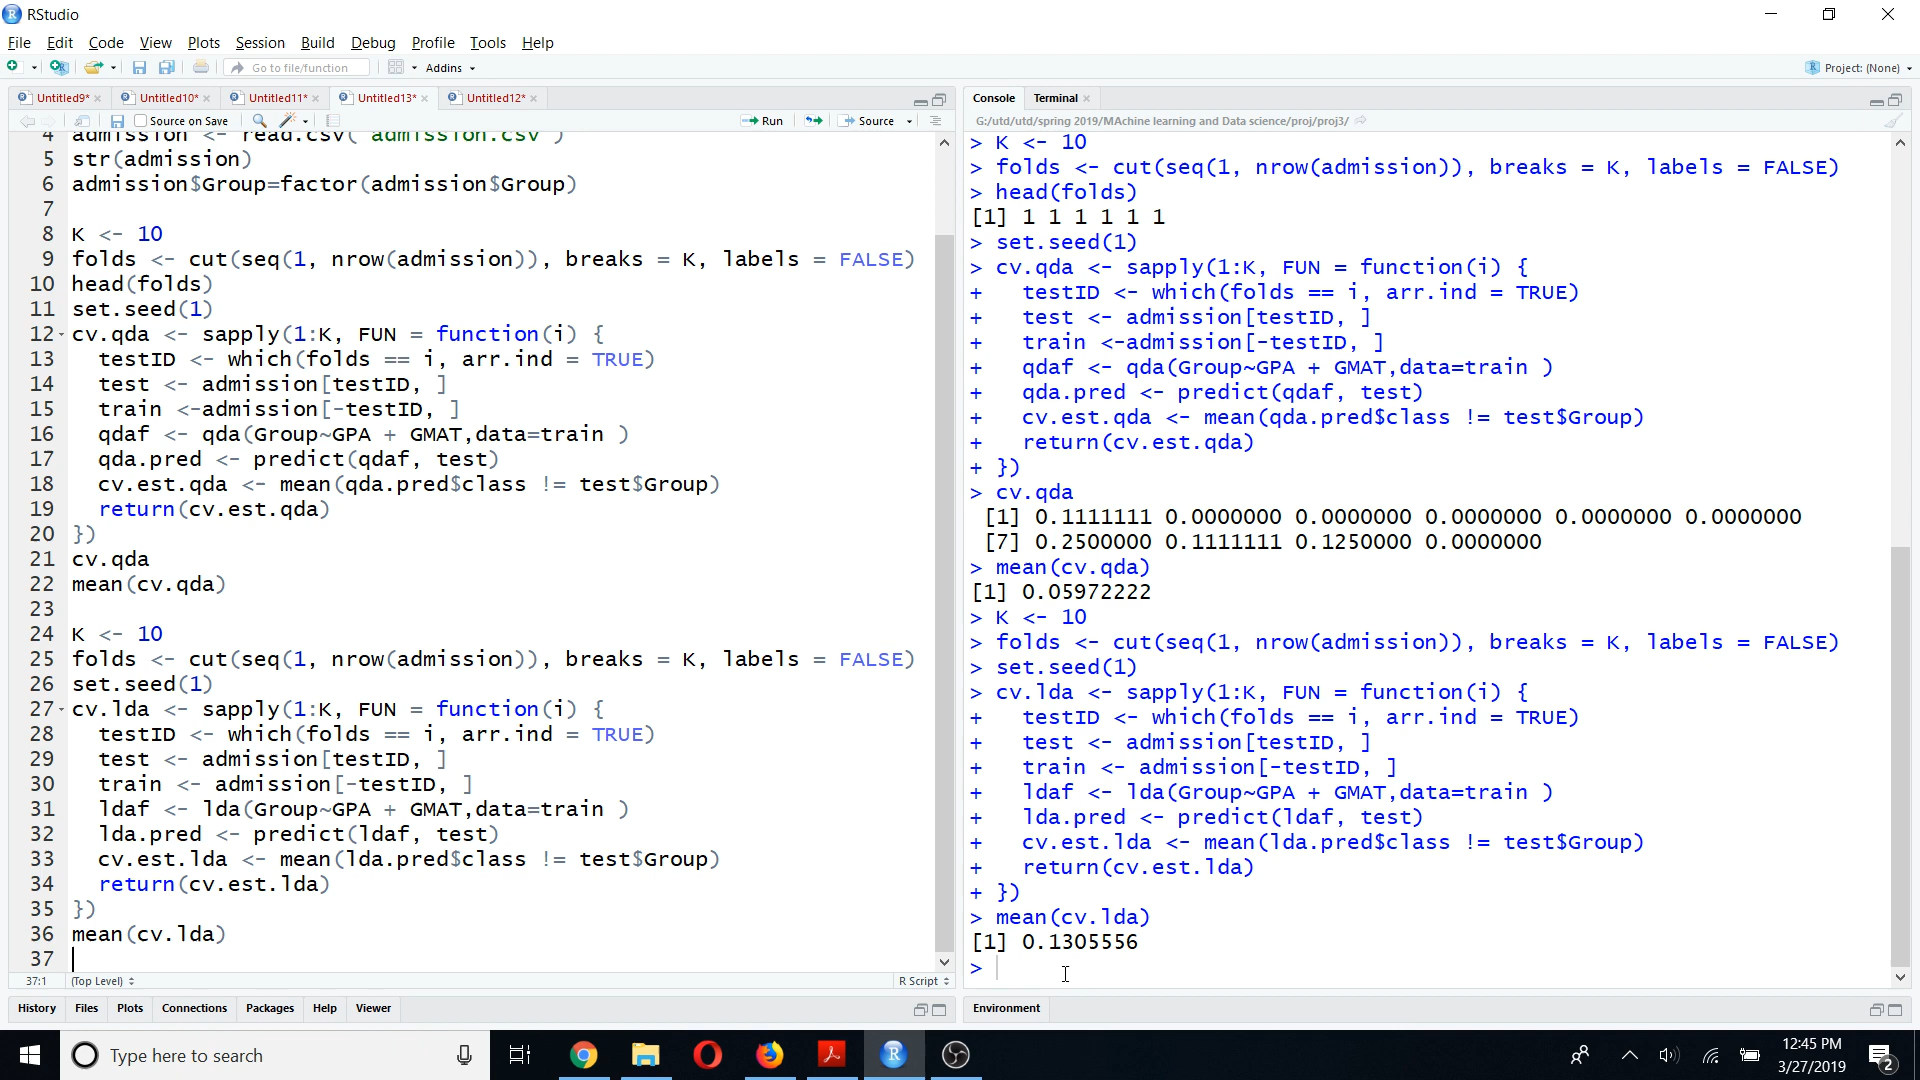 RStudio
File Edit Code View Plots Session Build Debug Profile Tools Help
Go to file/function Addins Project: (None)
Untitled9* Untitled10* Untitled11* Untitled13* Untitled12*
Source on Save Run Source
4 admission <- read.csv("admission.csv")
5 str(admission)
6 admission$Group=factor(admission$Group)
7
8 K <- 10
9 folds <- cut(seq(1, nrow(admission)), breaks = K, labels = FALSE)
10 head(folds)
11 set.seed(1)
12 cv.qda <- sapply(1:K, FUN = function(i) {
13 testID <- which(folds == i, arr.ind = TRUE)
14 test <- admission[testID, ]
15 train <-admission[-testID, ]
16 qdaf <- qda(Group~GPA + GMAT,data=train )
17 qda.pred <- predict(qdaf, test)
18 cv.est.qda <- mean(qda.pred$class != test$Group)
19 return(cv.est.qda)
20 })
21 cv.qda
22 mean(cv.qda)
23
24 K <- 10
25 folds <- cut(seq(1, nrow(admission)), breaks = K, labels = FALSE)
26 set.seed(1)
27 cv.lda <- sapply(1:K, FUN = function(i) {
28 testID <- which(folds == i, arr.ind = TRUE)
29 test <- admission[testID, ]
30 train <- admission[-testID, ]
31 ldaf <- lda(Group~GPA + GMAT,data=train )
32 lda.pred <- predict(ldaf, test)
33 cv.est.lda <- mean(lda.pred$class != test$Group)
34 return(cv.est.lda)
35 })
36 mean(cv.lda)
37
37:1 (Top Level) R Script
History Files Plots Connections Packages Help Viewer
Console Terminal
G:/utd/utd/spring 2019/MAchine learning and Data science/proj/proj3/
> K <- 10
> folds <- cut(seq(1, nrow(admission)), breaks = K, labels = FALSE)
> head(folds)
[1] 1 1 1 1 1 1
> set.seed(1)
> cv.qda <- sapply(1:K, FUN = function(i) {
+ testID <- which(folds == i, arr.ind = TRUE)
+ test <- admission[testID, ]
+ train <-admission[-testID, ]
+ qdaf <- qda(Group~GPA + GMAT,data=train )
+ qda.pred <- predict(qdaf, test)
+ cv.est.qda <- mean(qda.pred$class != test$Group)
+ return(cv.est.qda)
+ })
> cv.qda
[1] 0.1111111 0.0000000 0.0000000 0.0000000 0.0000000 0.0000000
[7] 0.2500000 0.1111111 0.1250000 0.0000000
> mean(cv.qda)
[1] 0.05972222
> K <- 10
> folds <- cut(seq(1, nrow(admission)), breaks = K, labels = FALSE)
> set.seed(1)
> cv.lda <- sapply(1:K, FUN = function(i) {
+ testID <- which(folds == i, arr.ind = TRUE)
+ test <- admission[testID, ]
+ train <- admission[-testID, ]
+ ldaf <- lda(Group~GPA + GMAT,data=train )
+ lda.pred <- predict(ldaf, test)
+ cv.est.lda <- mean(lda.pred$class != test$Group)
+ return(cv.est.lda)
+ })
> mean(cv.lda)
[1] 0.1305556
>
Environment
Type here to search
12:45 PM
3/27/2019
2